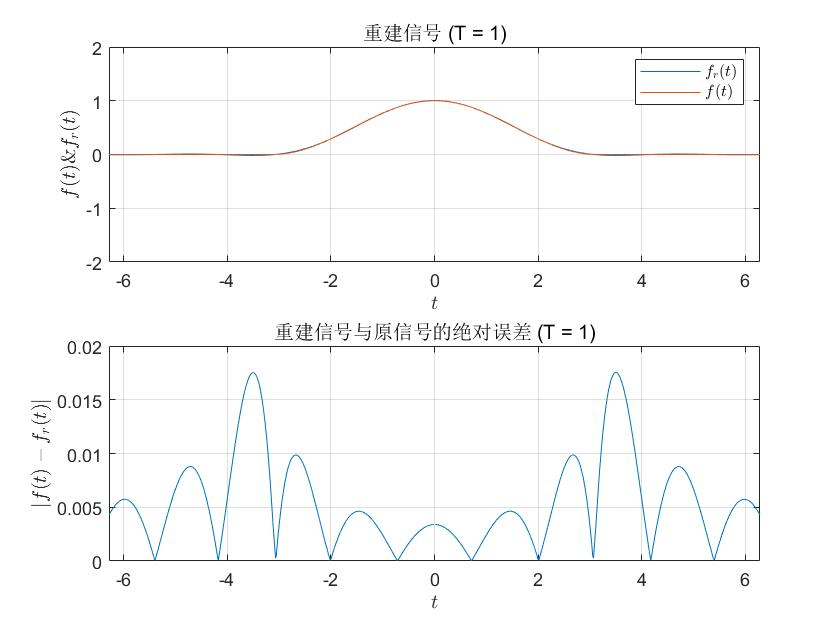 重建信号 (T = 1)
f(t)&f_r(t)
2
1
0
-1
-2
f_r(t)
f(t)
-6 -4 -2 0 2 4 6
t
重建信号与原信号的绝对误差 (T = 1)
|f(t) − f_r(t)|
0.02
0.015
0.01
0.005
0
-6 -4 -2 0 2 4 6
t